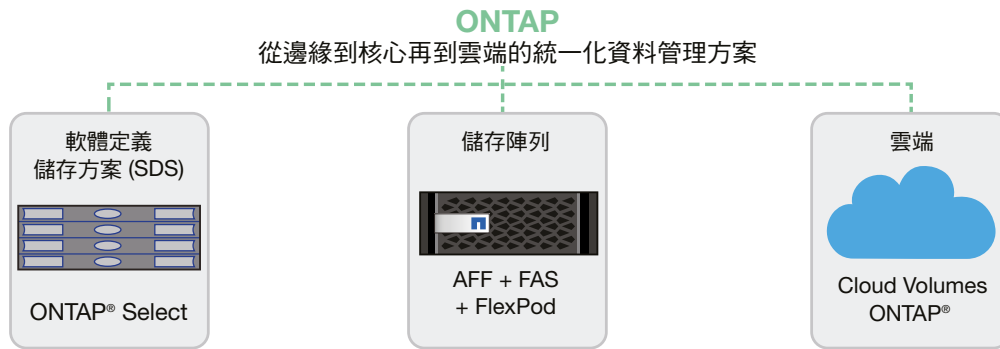 ONTAP
從邊緣到核心再到雲端的統一化資料管理方案
軟體定義
儲存方案 (SDS)
ONTAP® Select
儲存陣列
AFF + FAS
+ FlexPod
雲端
Cloud Volumes
ONTAP®